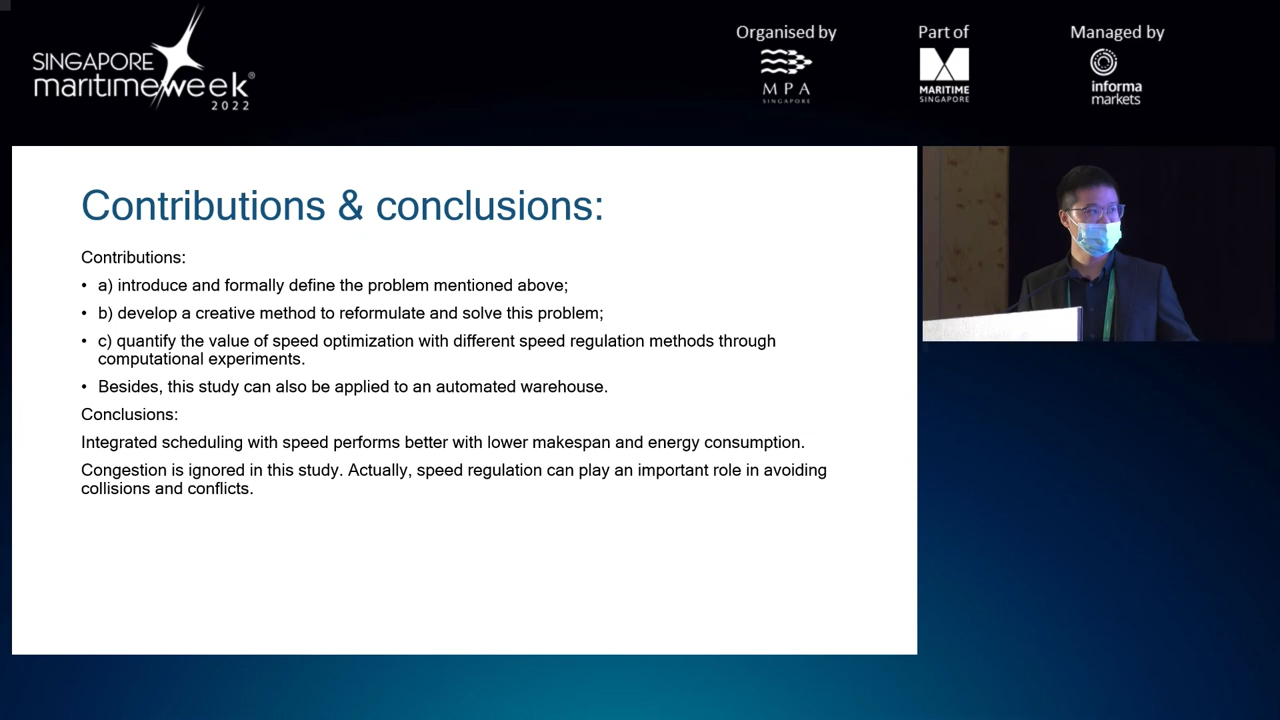 SINGAPORE
maritimeweek®
2022
Organised by
MPA
SINGAPORE
Part of
MARITIME
SINGAPORE
Managed by
informa
markets
Contributions & conclusions:
Contributions:
• a) introduce and formally define the problem mentioned above;
• b) develop a creative method to reformulate and solve this problem;
• c) quantify the value of speed optimization with different speed regulation methods through
computational experiments.
• Besides, this study can also be applied to an automated warehouse.
Conclusions:
Integrated scheduling with speed performs better with lower makespan and energy consumption.
Congestion is ignored in this study. Actually, speed regulation can play an important role in avoiding
collisions and conflicts.